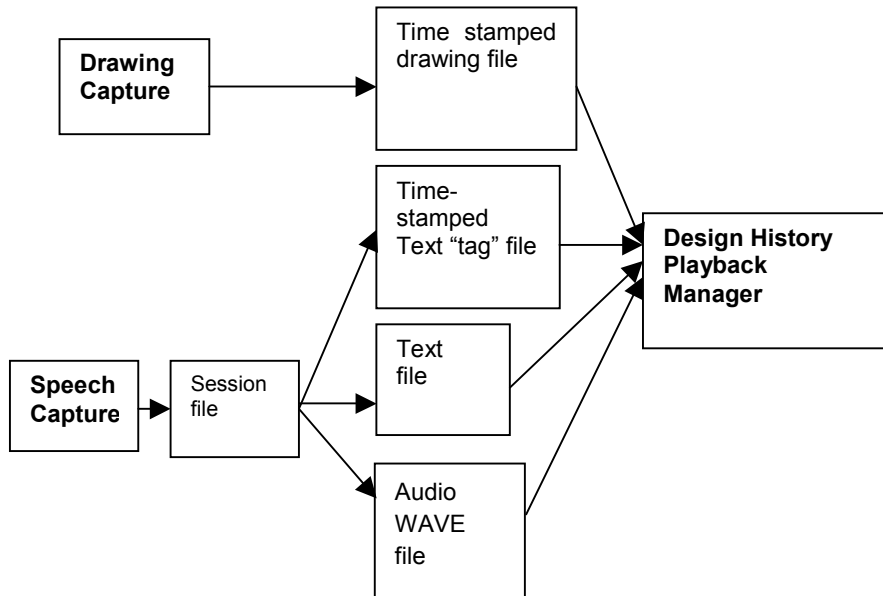 Drawing
Capture
Time stamped
drawing file
Time-
stamped
Text “tag” file
Design History
Playback
Manager
Speech
Capture
Session
file
Text
file
Audio
WAVE
file